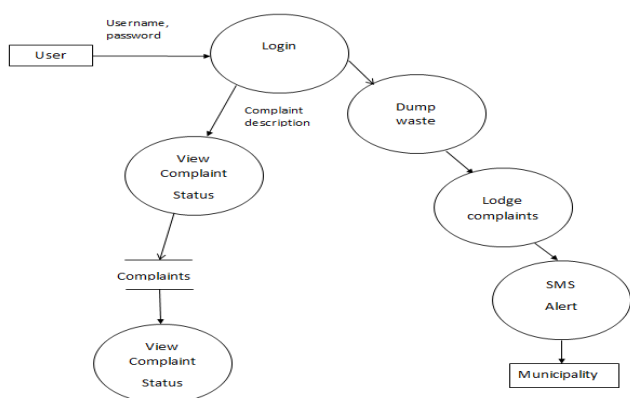 Username,
password
User
Login
Complaint
description
Dump
waste
View
Complaint
Status
Lodge
complaints
Complaints
SMS
Alert
View
Complaint
Status
Municipality